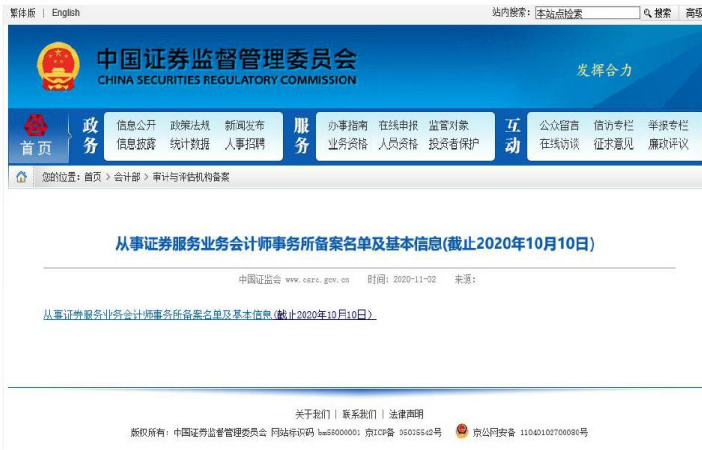 繁体版 | English
站内搜索: 本站点检索 搜索 高级
中国证券监督管理委员会
CHINA SECURITIES REGULATORY COMMISSION
发挥合力
首页
政务
信息公开 政策法规 新闻发布
信息披露 统计数据 人事招聘
服务
办事指南 在线申报 监管对象
业务资格 人员资格 投资者保护
互动
公众留言 信访专栏 举报专栏
在线访谈 征求意见 廉政评议
您的位置: 首页 > 会计部 > 审计与评估机构备案
从事证券服务业务会计师事务所备案名单及基本信息(截止2020年10月10日)
中国证监会 www.csrc.gov.cn 时间: 2020-11-02 来源:
从事证券服务业务会计师事务所备案名单及基本信息(截止2020年10月10日)
关于我们 | 联系我们 | 法律声明
版权所有: 中国证券监督管理委员会 网站标识码 bm56000001 京ICP备 05035542号 京公网安备 11040102700080号